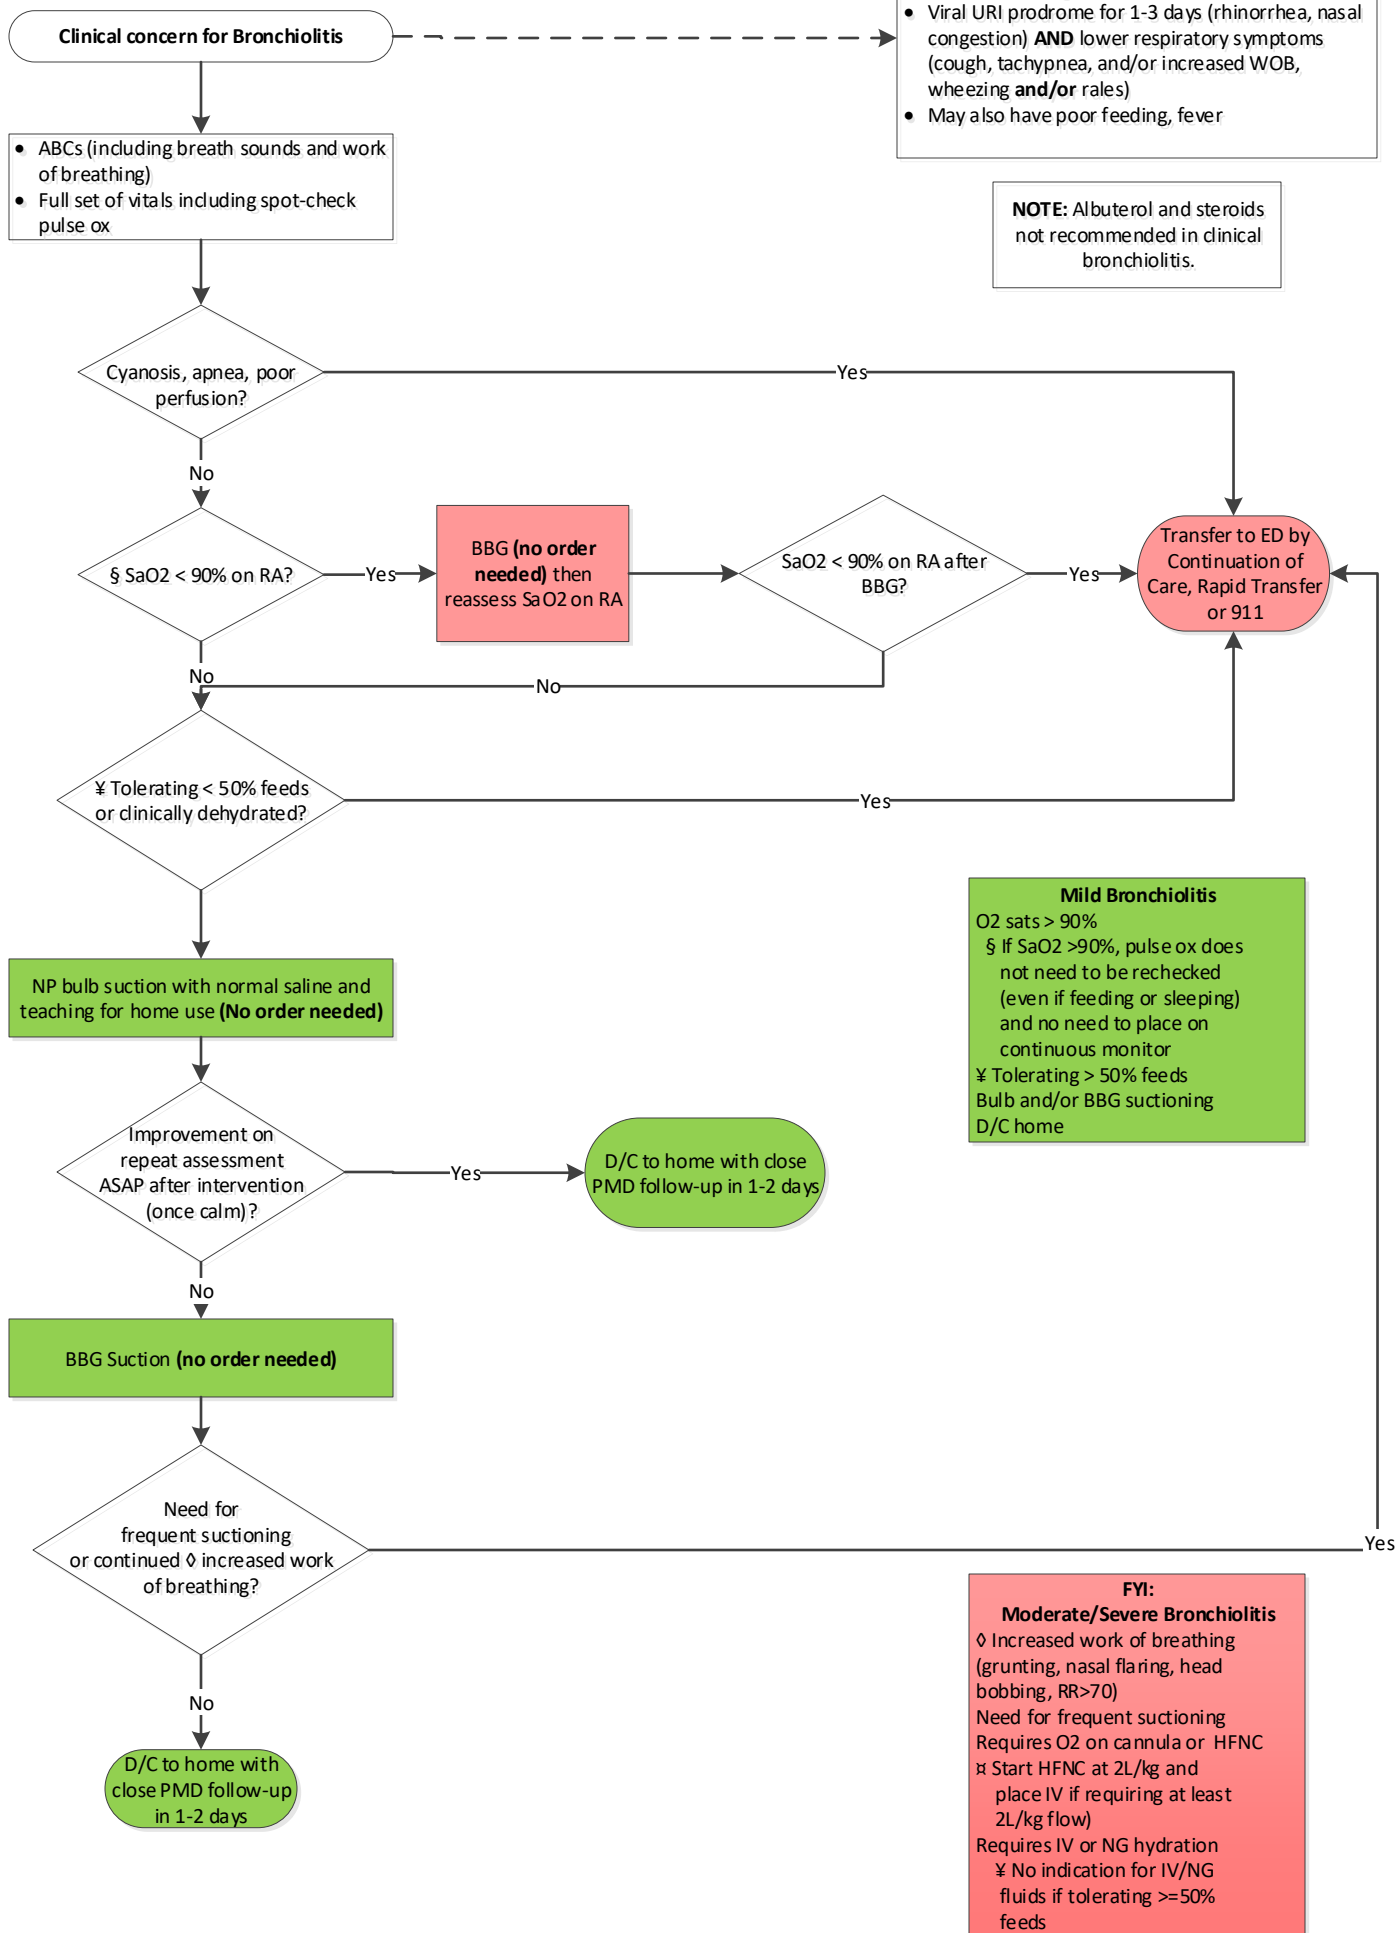 Clinical concern for Bronchiolitis
• Viral URI prodrome for 1-3 days (rhinorrhea, nasal
congestion) AND lower respiratory symptoms
(cough, tachypnea, and/or increased WOB,
wheezing and/or rales)
• May also have poor feeding, fever
• ABCs (including breath sounds and work
of breathing)
• Full set of vitals including spot-check
pulse ox
NOTE: Albuterol and steroids
not recommended in clinical
bronchiolitis.
Cyanosis, apnea, poor
perfusion?
Yes
No
§ SaO2 < 90% on RA?
Yes
BBG (no order
needed) then
reassess SaO2 on RA
SaO2 < 90% on RA after
BBG?
Yes
Transfer to ED by
Continuation of
Care, Rapid Transfer
or 911
No
No
¥ Tolerating < 50% feeds
or clinically dehydrated?
Yes
Mild Bronchiolitis
O2 sats > 90%
§ If SaO2 >90%, pulse ox does
not need to be rechecked
(even if feeding or sleeping)
and no need to place on
continuous monitor
¥ Tolerating > 50% feeds
Bulb and/or BBG suctioning
D/C home
NP bulb suction with normal saline and
teaching for home use (No order needed)
Improvement on
repeat assessment
ASAP after intervention
(once calm)?
Yes
D/C to home with close
PMD follow-up in 1-2 days
No
BBG Suction (no order needed)
Need for
frequent suctioning
or continued ◊ increased work
of breathing?
Yes
No
D/C to home with
close PMD follow-up
in 1-2 days
FYI:
Moderate/Severe Bronchiolitis
◊ Increased work of breathing
(grunting, nasal flaring, head
bobbing, RR>70)
Need for frequent suctioning
Requires O2 on cannula or HFNC
¤ Start HFNC at 2L/kg and
place IV if requiring at least
2L/kg flow)
Requires IV or NG hydration
¥ No indication for IV/NG
fluids if tolerating >=50%
feeds